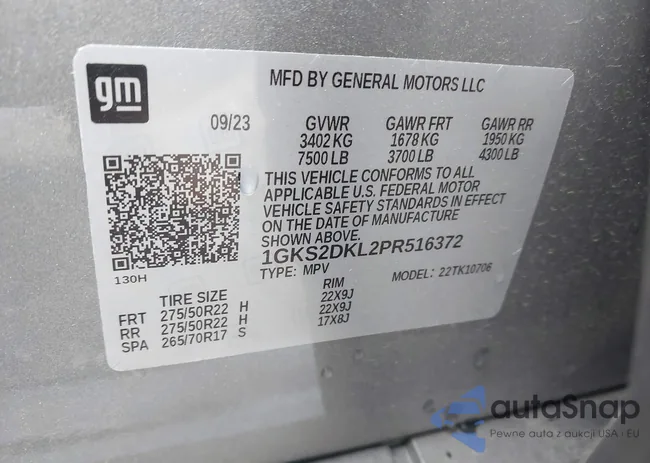 gm
MFD BY GENERAL MOTORS LLC
09/23 GVWR GAWR FRT GAWR RR
3402 KG 1678 KG 1950 KG
7500 LB 3700 LB 4300 LB
THIS VEHICLE CONFORMS TO ALL
APPLICABLE U.S. FEDERAL MOTOR
VEHICLE SAFETY STANDARDS IN EFFECT
ON THE DATE OF MANUFACTURE
SHOWN ABOVE.
1GKS2DKL2PR516372
TYPE: MPV MODEL: 22TK10706
130H
TIRE SIZE RIM
FRT 275/50R22 H 22X9J
RR 275/50R22 H 22X9J
SPA 265/70R17 S 17X8J
autaSnap
Pewne auta z aukcji USA i EU